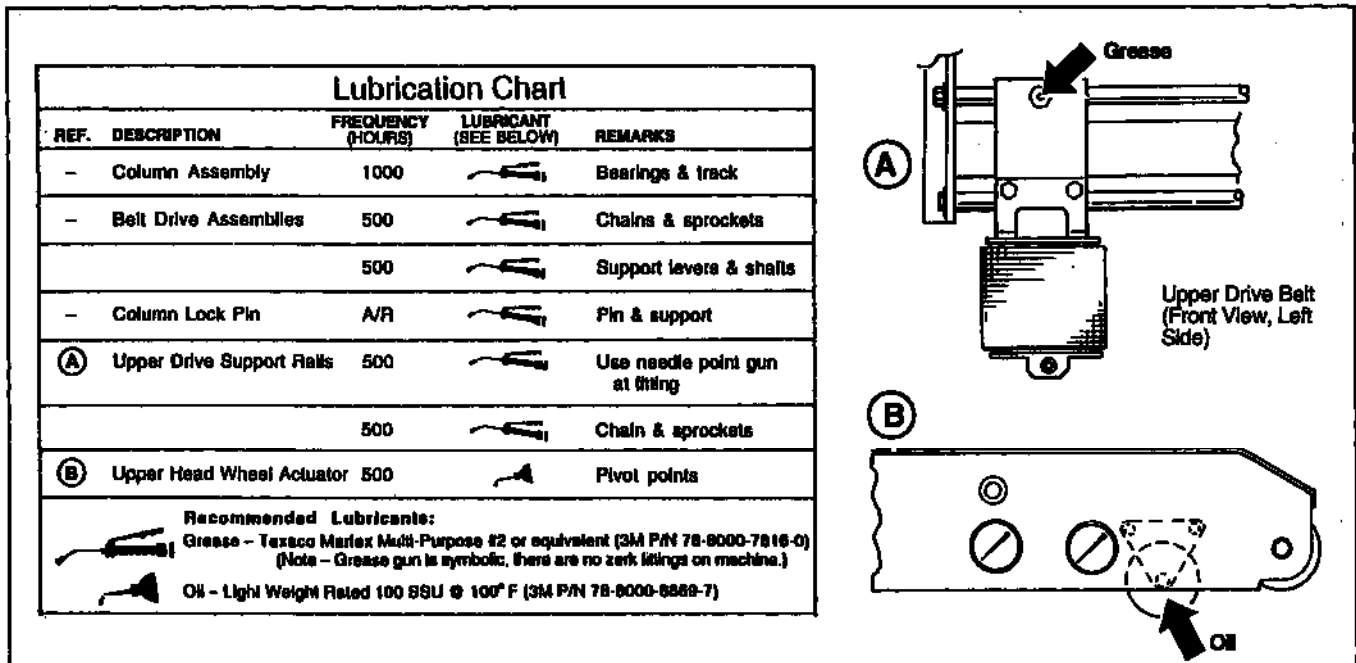 Lubrication Chart
REF. DESCRIPTION FREQUENCY (HOURS) LUBRICANT (SEE BELOW) REMARKS
– Column Assembly 1000 Bearings & track
– Belt Drive Assemblies 500 Chains & sprockets
500 Support levers & shafts
– Column Lock Pin A/R Pin & support
A Upper Drive Support Rails 500 Use needle point gun
at fitting
500 Chain & sprockets
B Upper Head Wheel Actuator 500 Pivot points
Recommended Lubricants:
Grease – Texaco Marfex Multi-Purpose #2 or equivalent (3M P/N 78-8000-7816-0)
(Note – Grease gun is symbolic, there are no zerk fittings on machine.)
Oil – Light Weight Rated 100 SSU @ 100° F (3M P/N 78-8000-)
Grease
A
Upper Drive Belt
(Front View, Left
Side)
B
Oil